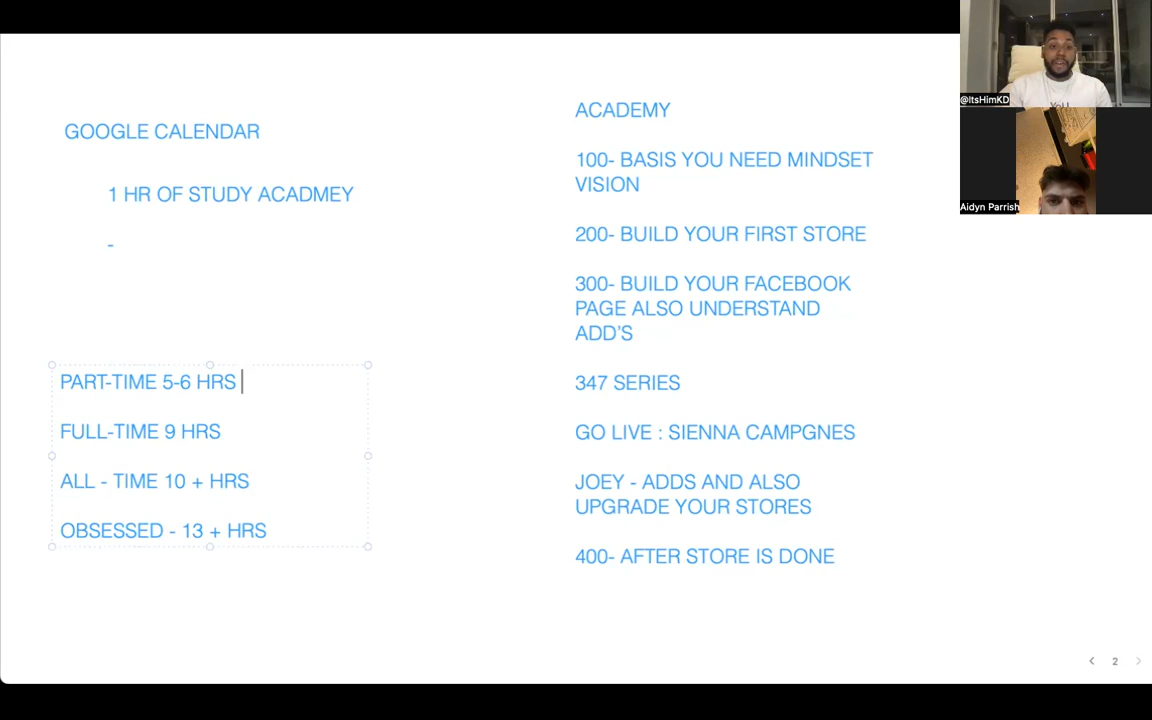 GOOGLE CALENDAR
1 HR OF STUDY ACADMEY
-
PART-TIME 5-6 HRS
FULL-TIME 9 HRS
ALL - TIME 10 + HRS
OBSESSED - 13 + HRS
ACADEMY
100- BASIS YOU NEED MINDSET
VISION
200- BUILD YOUR FIRST STORE
300- BUILD YOUR FACEBOOK
PAGE ALSO UNDERSTAND
ADD'S
347 SERIES
GO LIVE : SIENNA CAMPGNES
JOEY - ADDS AND ALSO
UPGRADE YOUR STORES
400- AFTER STORE IS DONE
@ItsHimKD
YOU
Aidyn Parrish
2